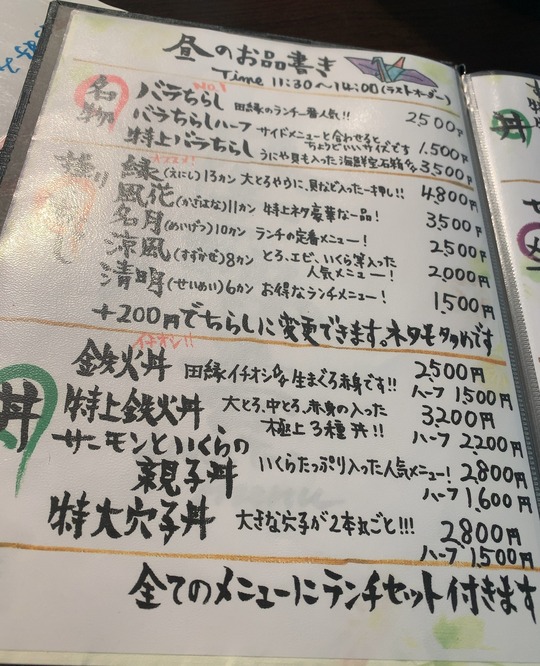 昼のお品書き
Time 11:30~14:00(ラストオーダー)
名物
No.1
バラちらし 田縁のランチ一番人気!! 2,500円
バラちらしハーフ サイドメニューと合わせるとちょうどいいサイズです 1,500円
特上バラちらし うにや貝も入った海鮮宝石箱 3,500円
握り
オススメ!
縁(えにし)13カン 大とろやうに、貝など入った一押し!! 4,800円
風花(かざはな)11カン 特上ネタ豪華な一品! 3,500円
名月(めいげつ)10カン ランチの定番メニュー! 2,500円
涼風(すずかぜ)8カン とろ、エビ、いくら等入った人気メニュー! 2,000円
清明(せいめい)6カン お得なランチメニュー! 1,500円
+200円でちらしに変更できます。ネタモタタめです
丼
イチオシ!!
鉄火丼 田縁イチオシの生まぐろ赤身です!! 2,500円
ハーフ 1,500円
特上鉄火丼 大とろ、中とろ、赤身の入った極上3種丼!! 3,200円
ハーフ 2,200円
サーモンといくらの
親子丼 いくらたっぷり入った人気メニュー! 2,800円
ハーフ 1,600円
特大穴子丼 大きな穴子が2本丸ごと!!! 2,800円
ハーフ 1,500円
全てのメニューにランチセット付きます
丼